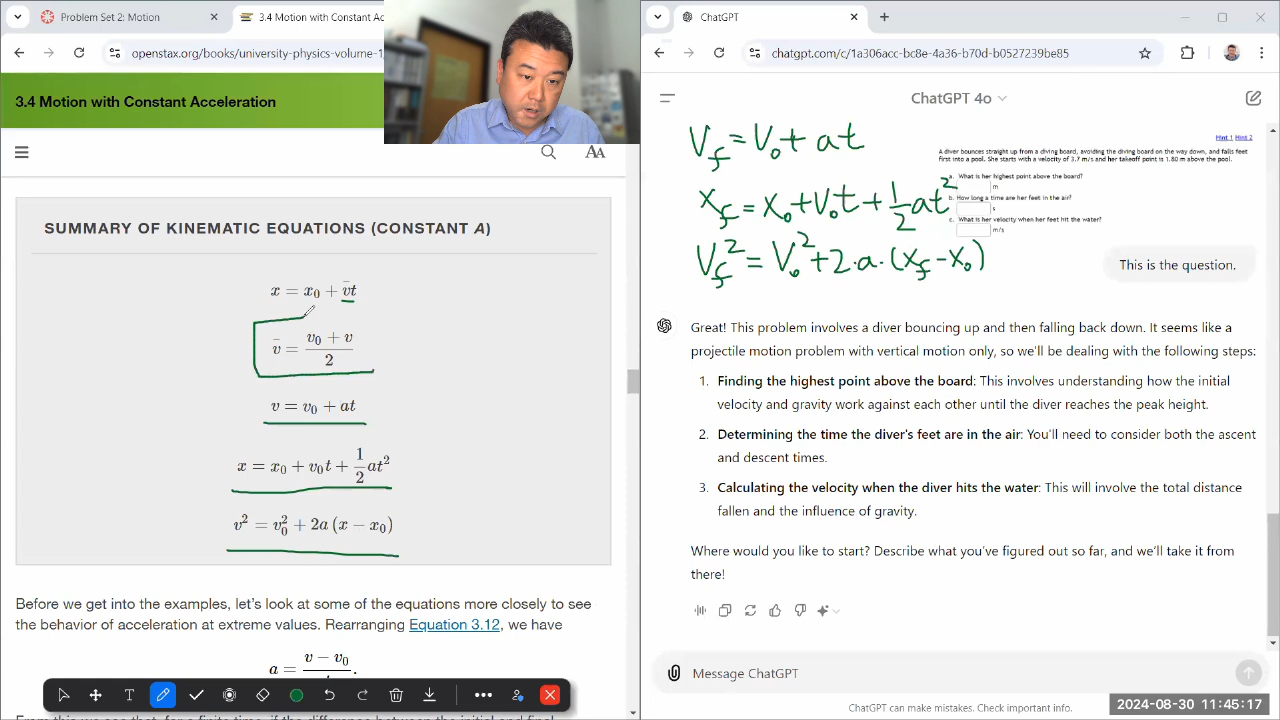 Problem Set 2: Motion
3.4 Motion with Constant Acc
openstax.org/books/university-physics-volume-1
3.4 Motion with Constant Acceleration
AA
SUMMARY OF KINEMATIC EQUATIONS (CONSTANT A)
x = x₀ + v̄t
v̄ = (v₀ + v)/2
v = v₀ + at
x = x₀ + v₀t + 1/2 at²
v² = v₀² + 2a (x − x₀)
Before we get into the examples, let's look at some of the equations more closely to see
the behavior of acceleration at extreme values. Rearranging Equation 3.12, we have
a = (v − v₀)/t.
ChatGPT
chatgpt.com/c/1a306acc-bc8e-4a36-b70d-b0527239be85
ChatGPT 4o
V_f = V₀ + at
x_f = x₀ + V₀t + 1/2 at²
V_f² = V₀² + 2·a·(x_f − x₀)
Hint 1 Hint 2
A diver bounces straight up from a diving board, avoiding the diving board on the way down, and falls feet
first into a pool. She starts with a velocity of 3.7 m/s and her takeoff point is 1.80 m above the pool.
a. What is her highest point above the board?
m
b. How long a time are her feet in the air?
s
c. What is her velocity when her feet hit the water?
m/s
This is the question.
Great! This problem involves a diver bouncing up and then falling back down. It seems like a
projectile motion problem with vertical motion only, so we'll be dealing with the following steps:
1. Finding the highest point above the board: This involves understanding how the initial
velocity and gravity work against each other until the diver reaches the peak height.
2. Determining the time the diver's feet are in the air: You'll need to consider both the ascent
and descent times.
3. Calculating the velocity when the diver hits the water: This will involve the total distance
fallen and the influence of gravity.
Where would you like to start? Describe what you've figured out so far, and we'll take it from
there!
Message ChatGPT
ChatGPT can make mistakes. Check important info.
2024-08-30 11:45:17